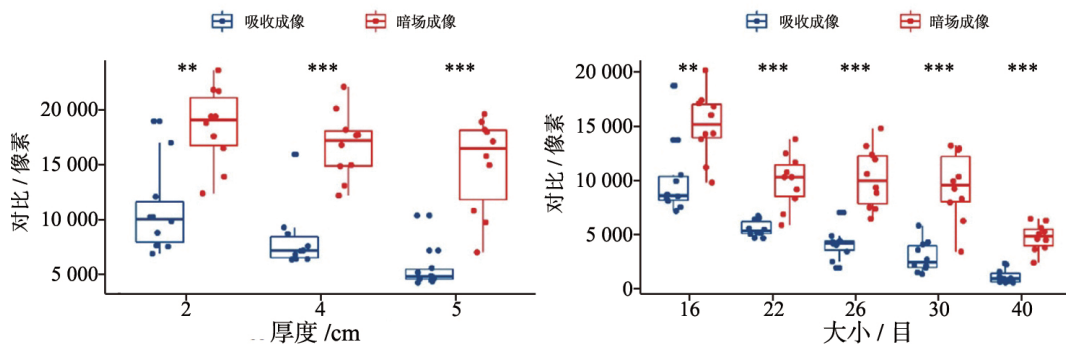 吸收成像 暗场成像
** *** ***
20 000
15 000
10 000
5 000
对比 / 像素
2 4 5
厚度 /cm
吸收成像 暗场成像
** *** *** *** ***
20 000
15 000
10 000
5 000
0
对比 / 像素
16 22 26 30 40
大小 / 目